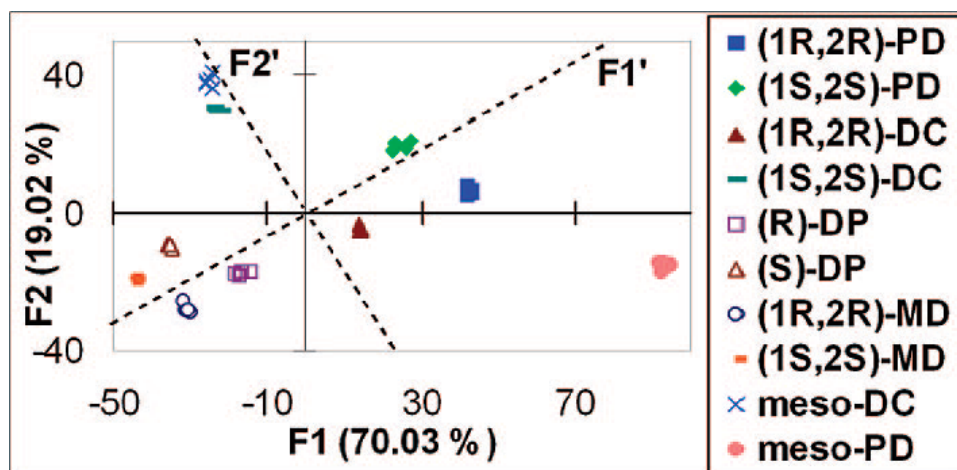 F2'
F1'
40
0
-40
F2 (19.02 %)
-50
-10
30
70
F1 (70.03 %)
(1R,2R)-PD
(1S,2S)-PD
(1R,2R)-DC
(1S,2S)-DC
(R)-DP
(S)-DP
(1R,2R)-MD
(1S,2S)-MD
meso-DC
meso-PD